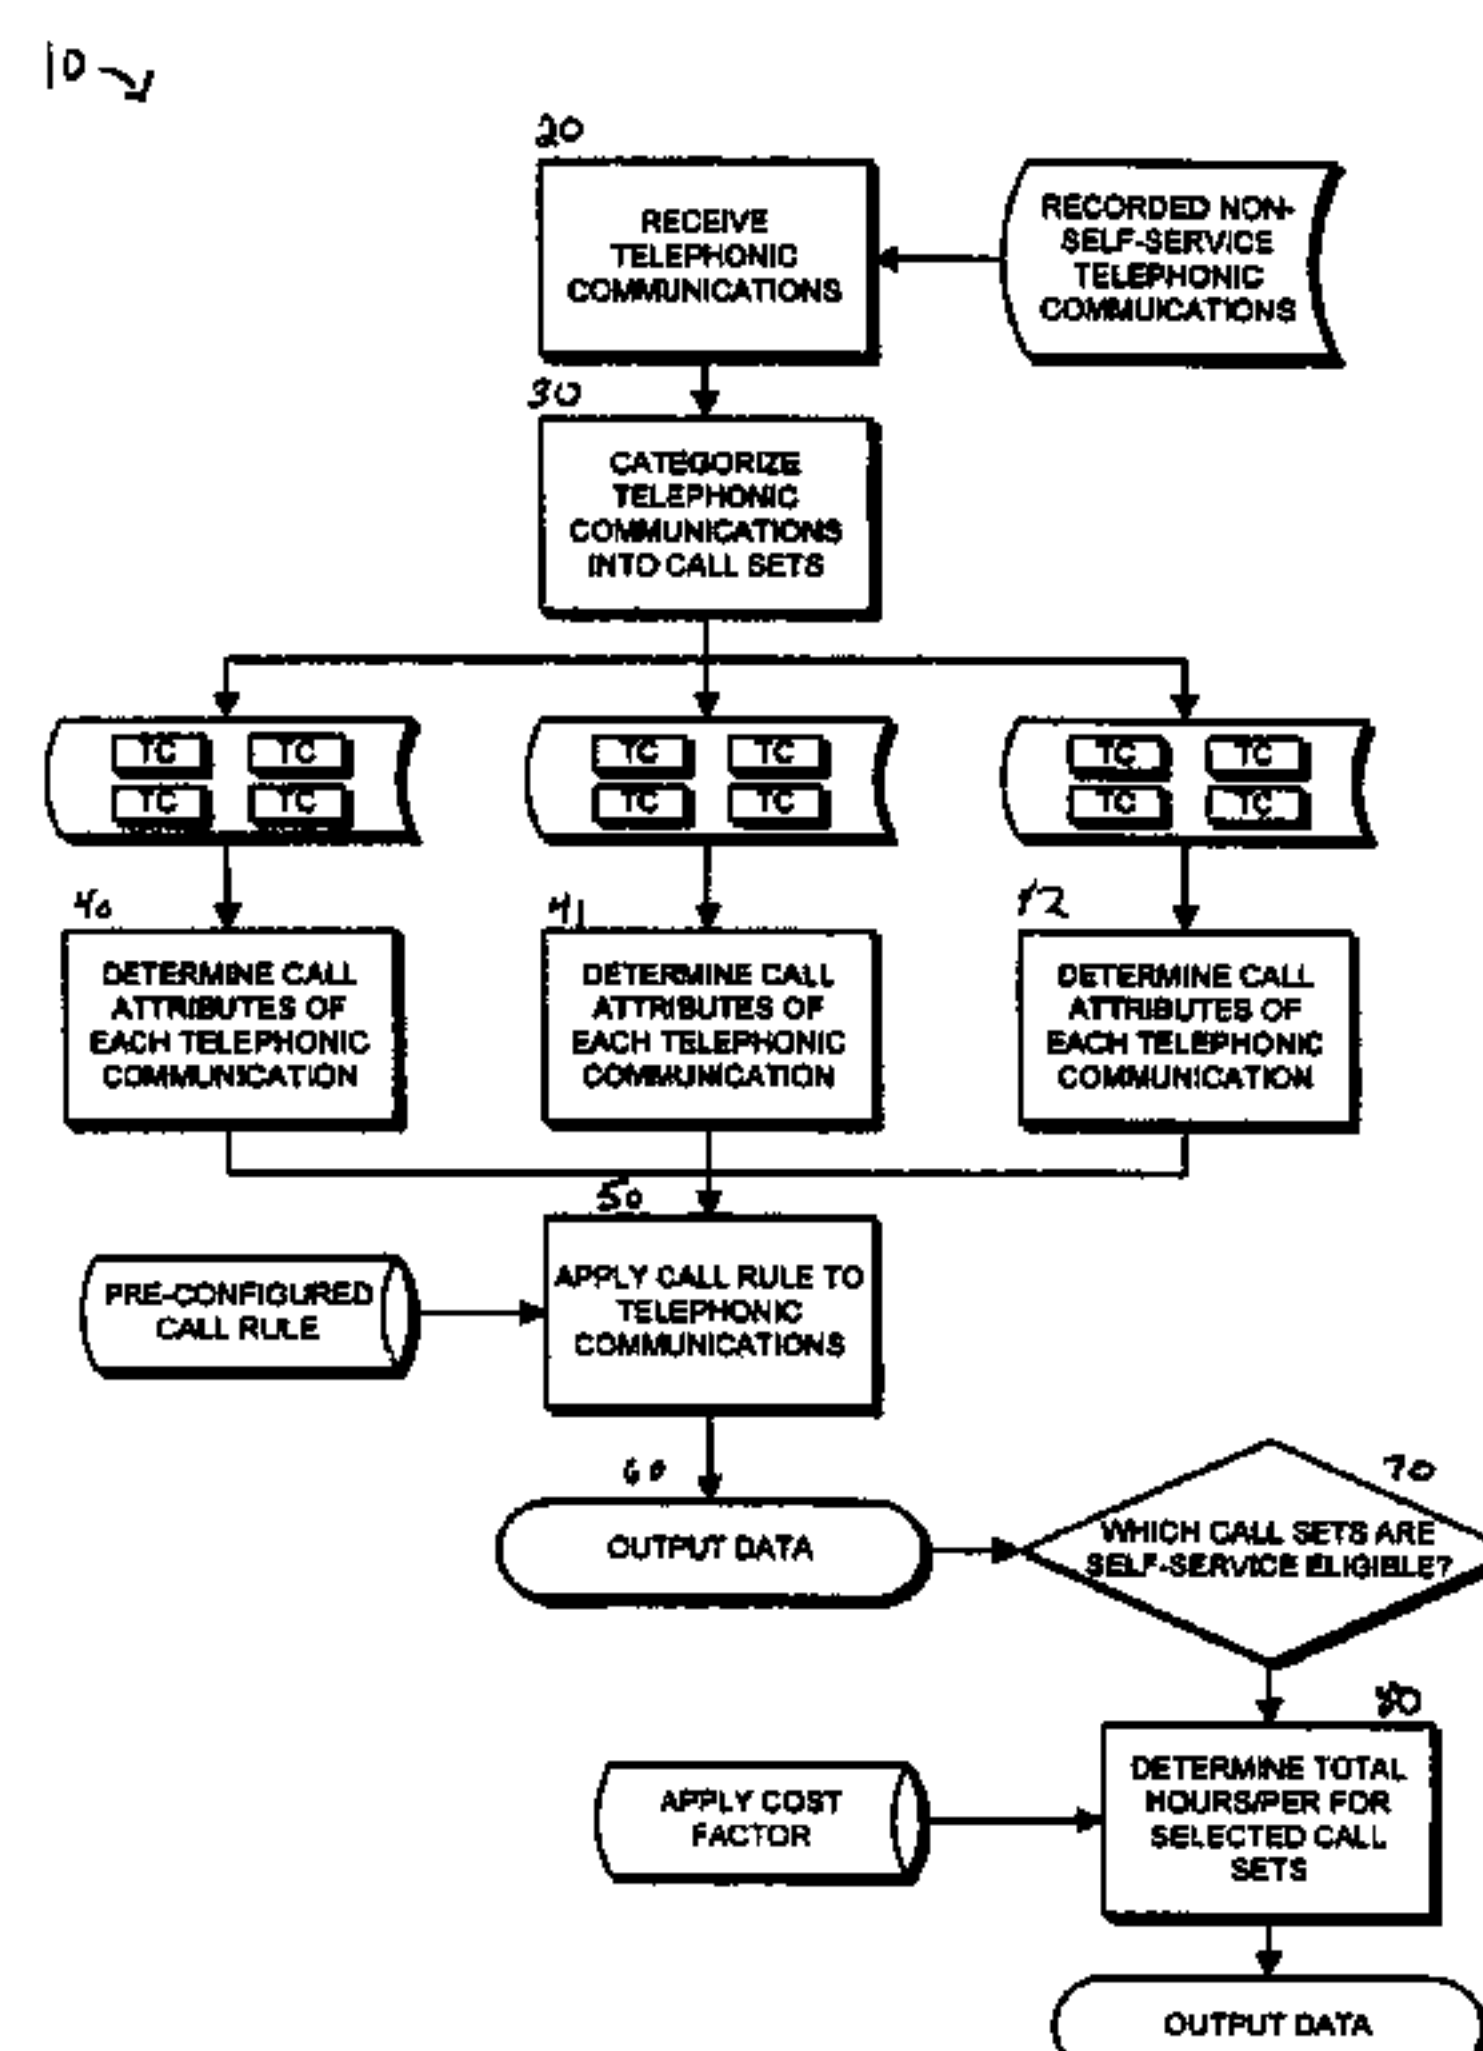 10
20
RECEIVE
TELEPHONIC
COMMUNICATIONS
RECORDED NON-
SELF-SERVICE
TELEPHONIC
COMMUICATIONS
30
CATEGORIZE
TELEPHONIC
COMMUNICATIONS
INTO CALL SETS
TC TC
TC TC
TC TC
TC TC
TC TC
TC TC
40
DETERMINE CALL
ATTRIBUTES OF
EACH TELEPHONIC
COMMUNICATION
41
DETERMINE CALL
ATTRIBUTES OF
EACH TELEPHONIC
COMMUNICATION
42
DETERMINE CALL
ATTRIBUTES OF
EACH TELEPHONIC
COMMUNICATION
50
PRE-CONFIGURED
CALL RULE
APPLY CALL RULE TO
TELEPHONIC
COMMUNICATIONS
60
OUTPUT DATA
70
WHICH CALL SETS ARE
SELF-SERVICE ELIGIBLE?
80
APPLY COST
FACTOR
DETERMINE TOTAL
HOURS/PER FOR
SELECTED CALL
SETS
OUTPUT DATA